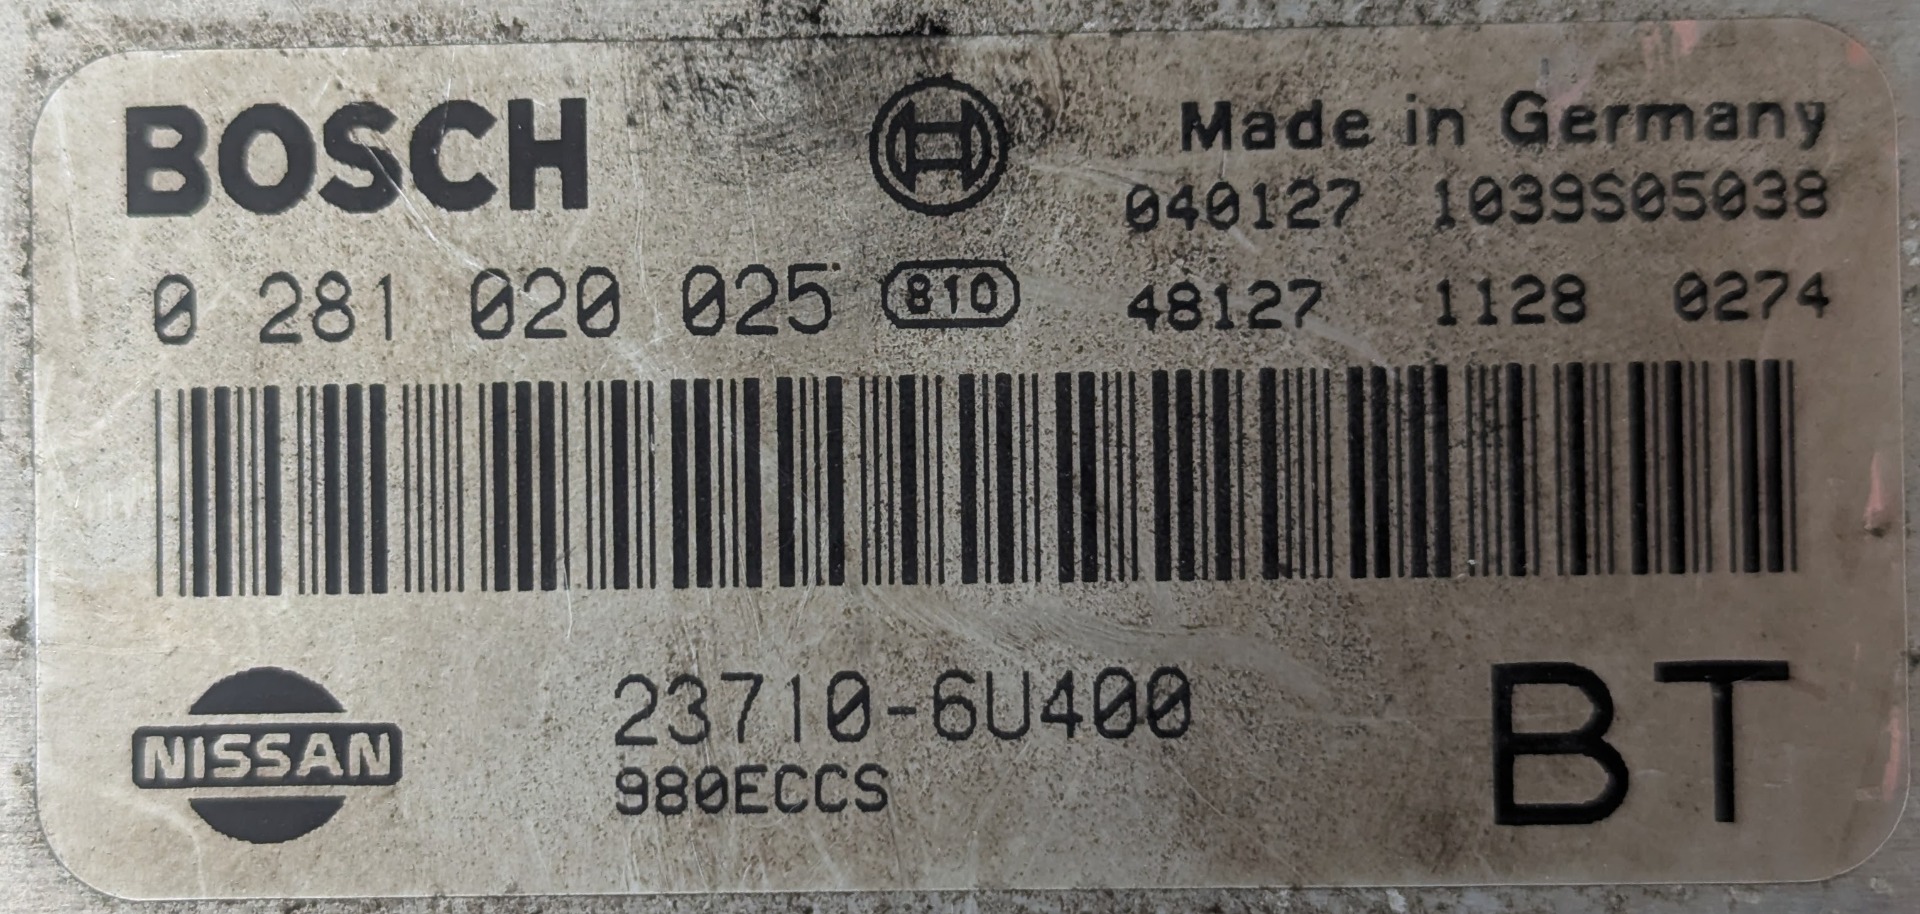 BOSCH
Made in Germany
040127 1039S05038
0 281 020 025 810 48127 1128 0274
NISSAN
23710-6U400
980ECCS
BT